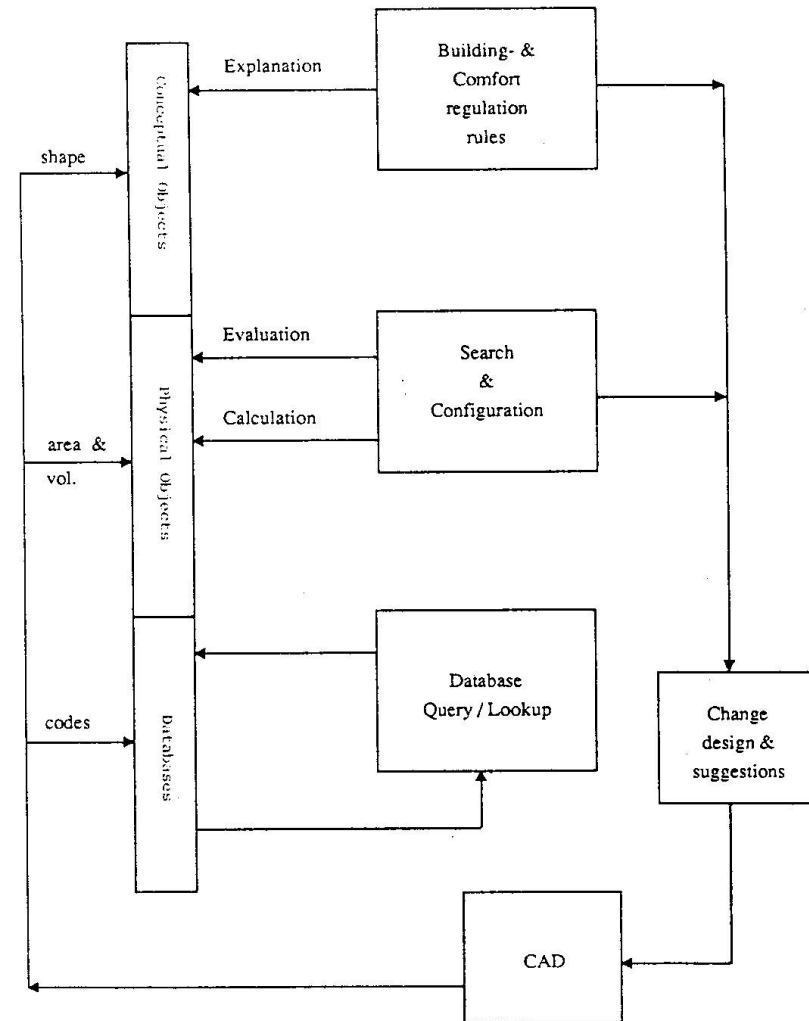 Building- &
Comfort
regulation
rules
Explanation
Conceptual Objects
shape
Evaluation
Search
&
Configuration
Calculation
Physical Objects
area &
vol.
Database
Query / Lookup
codes
Databases
Change
design &
suggestions
CAD